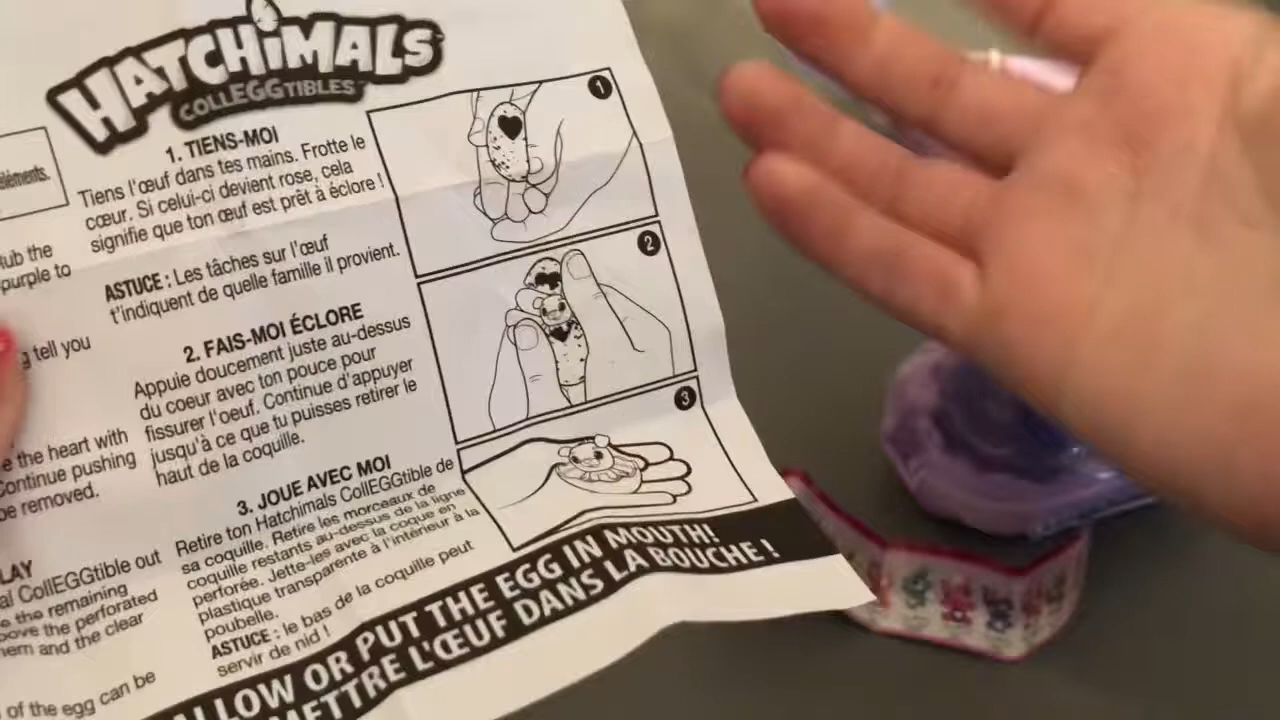 HATCHiMALS
COLLEGGTIBLES
éléments.
1. TIENS-MOI
Tiens l'œuf dans tes mains. Frotte le
cœur. Si celui-ci devient rose, cela
signifie que ton œuf est prêt à éclore !
ASTUCE : Les tâches sur l'œuf
t'indiquent de quelle famille il provient.
2. FAIS-MOI ÉCLORE
Appuie doucement juste au-dessus
du coeur avec ton pouce pour
fissurer l'oeuf. Continue d'appuyer
jusqu'à ce que tu puisses retirer le
haut de la coquille.
3. JOUE AVEC MOI
Retire ton Hatchimals CollEGGtible de
sa coquille. Retire les morceaux de
coquille restants au-dessus de la ligne
perforée. Jette-les avec la coque en
plastique transparente à l'intérieur à la
poubelle.
ASTUCE : le bas de la coquille peut
servir de nid !
the
purple to
tell you
the heart with
Continue pushing
be removed.
LAY
al CollEGGtible out
the remaining
the perforated
and the clear
of the egg can be
1
2
3
ALLOW OR PUT THE EGG IN MOUTH!
METTRE L'ŒUF DANS LA BOUCHE !